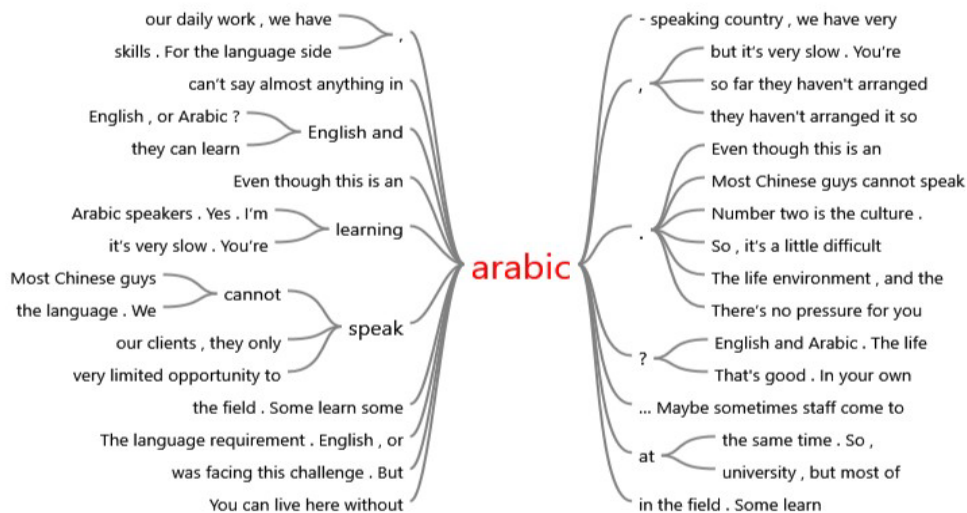 our daily work , we have
skills . For the language side
,
can't say almost anything in
English , or Arabic ?
they can learn
English and
Even though this is an
Arabic speakers . Yes . I'm
it's very slow . You're
learning
Most Chinese guys
the language . We
cannot
our clients , they only
very limited opportunity to
speak
the field . Some learn some
The language requirement . English , or
was facing this challenge . But
You can live here without
arabic
- speaking country , we have very
,
but it's very slow . You're
so far they haven't arranged
they haven't arranged it so
.
Even though this is an
Most Chinese guys cannot speak
Number two is the culture .
So , it's a little difficult
The life environment , and the
There's no pressure for you
?
English and Arabic . The life
That's good . In your own
... Maybe sometimes staff come to
at
the same time . So ,
university , but most of
in the field . Some learn